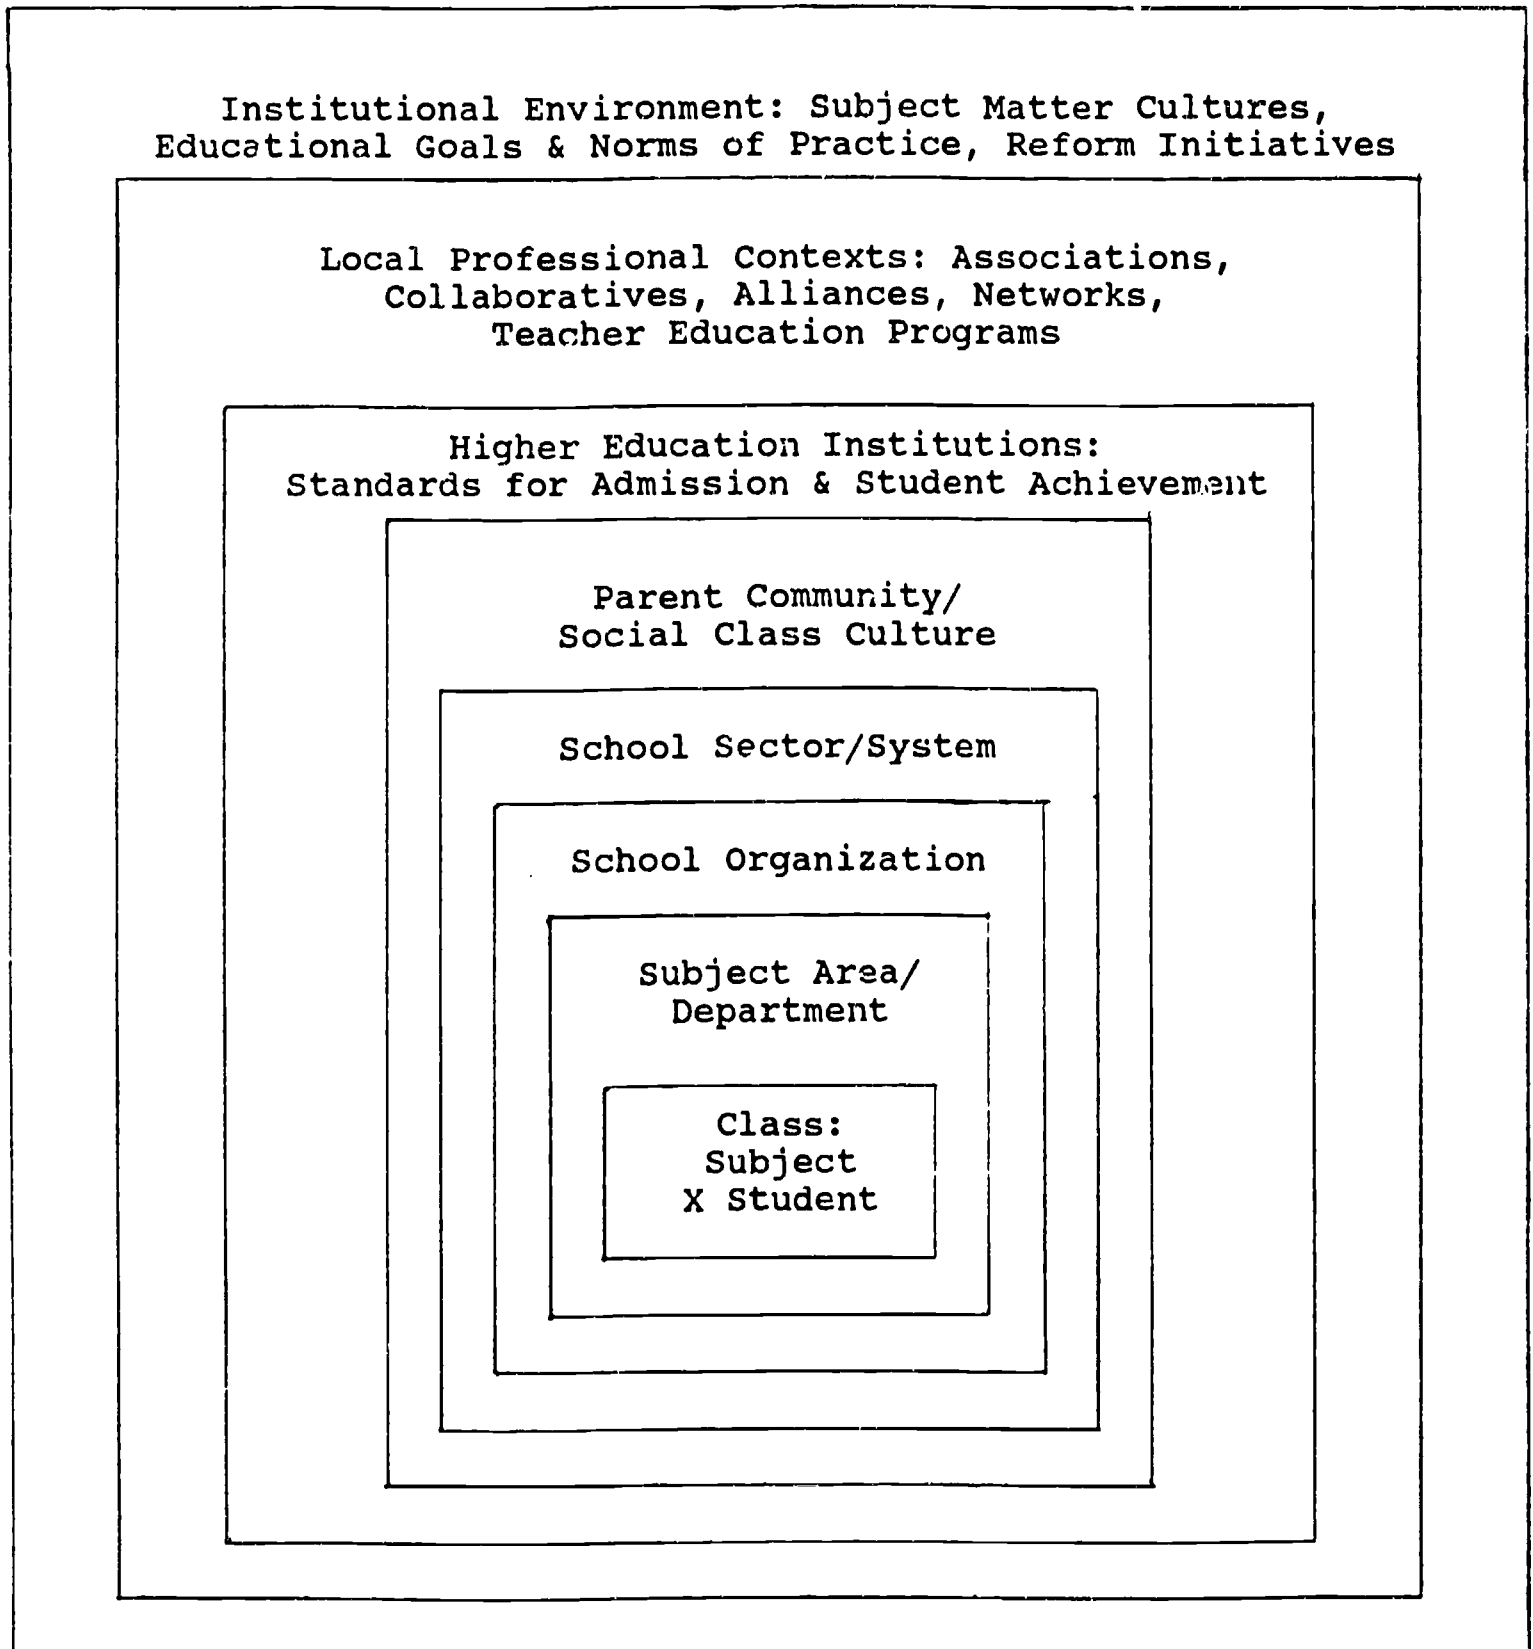 Institutional Environment: Subject Matter Cultures,
Educational Goals & Norms of Practice, Reform Initiatives
Local Professional Contexts: Associations,
Collaboratives, Alliances, Networks,
Teacher Education Programs
Higher Education Institutions:
Standards for Admission & Student Achievement
Parent Community/
Social Class Culture
School Sector/System
School Organization
Subject Area/
Department
Class:
Subject
X Student